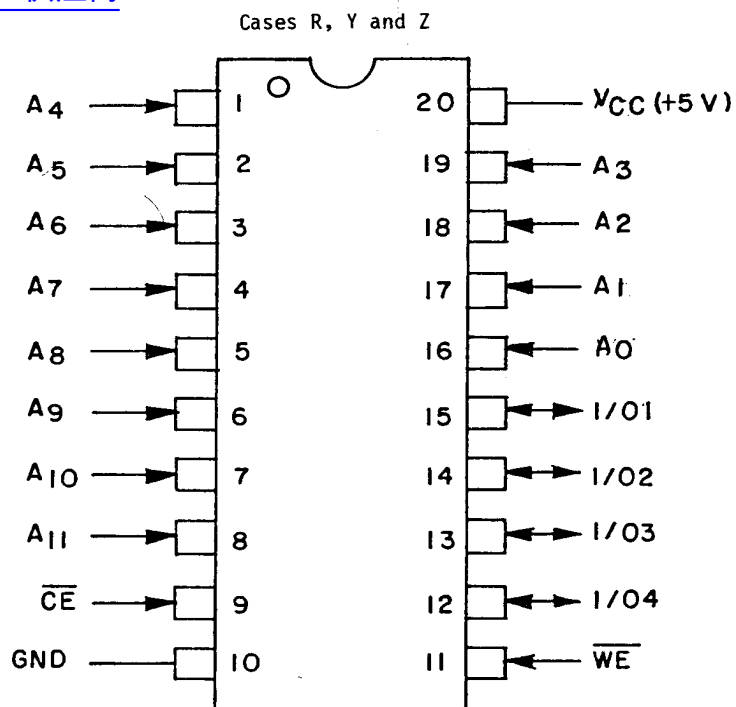 Cases R, Y and Z
A4 1 20 VCC (+5 V)
A5 2 19 A3
A6 3 18 A2
A7 4 17 A1
A8 5 16 A0
A9 6 15 I/O1
A10 7 14 I/O2
A11 8 13 I/O3
CE 9 12 I/O4
GND 10 11 WE